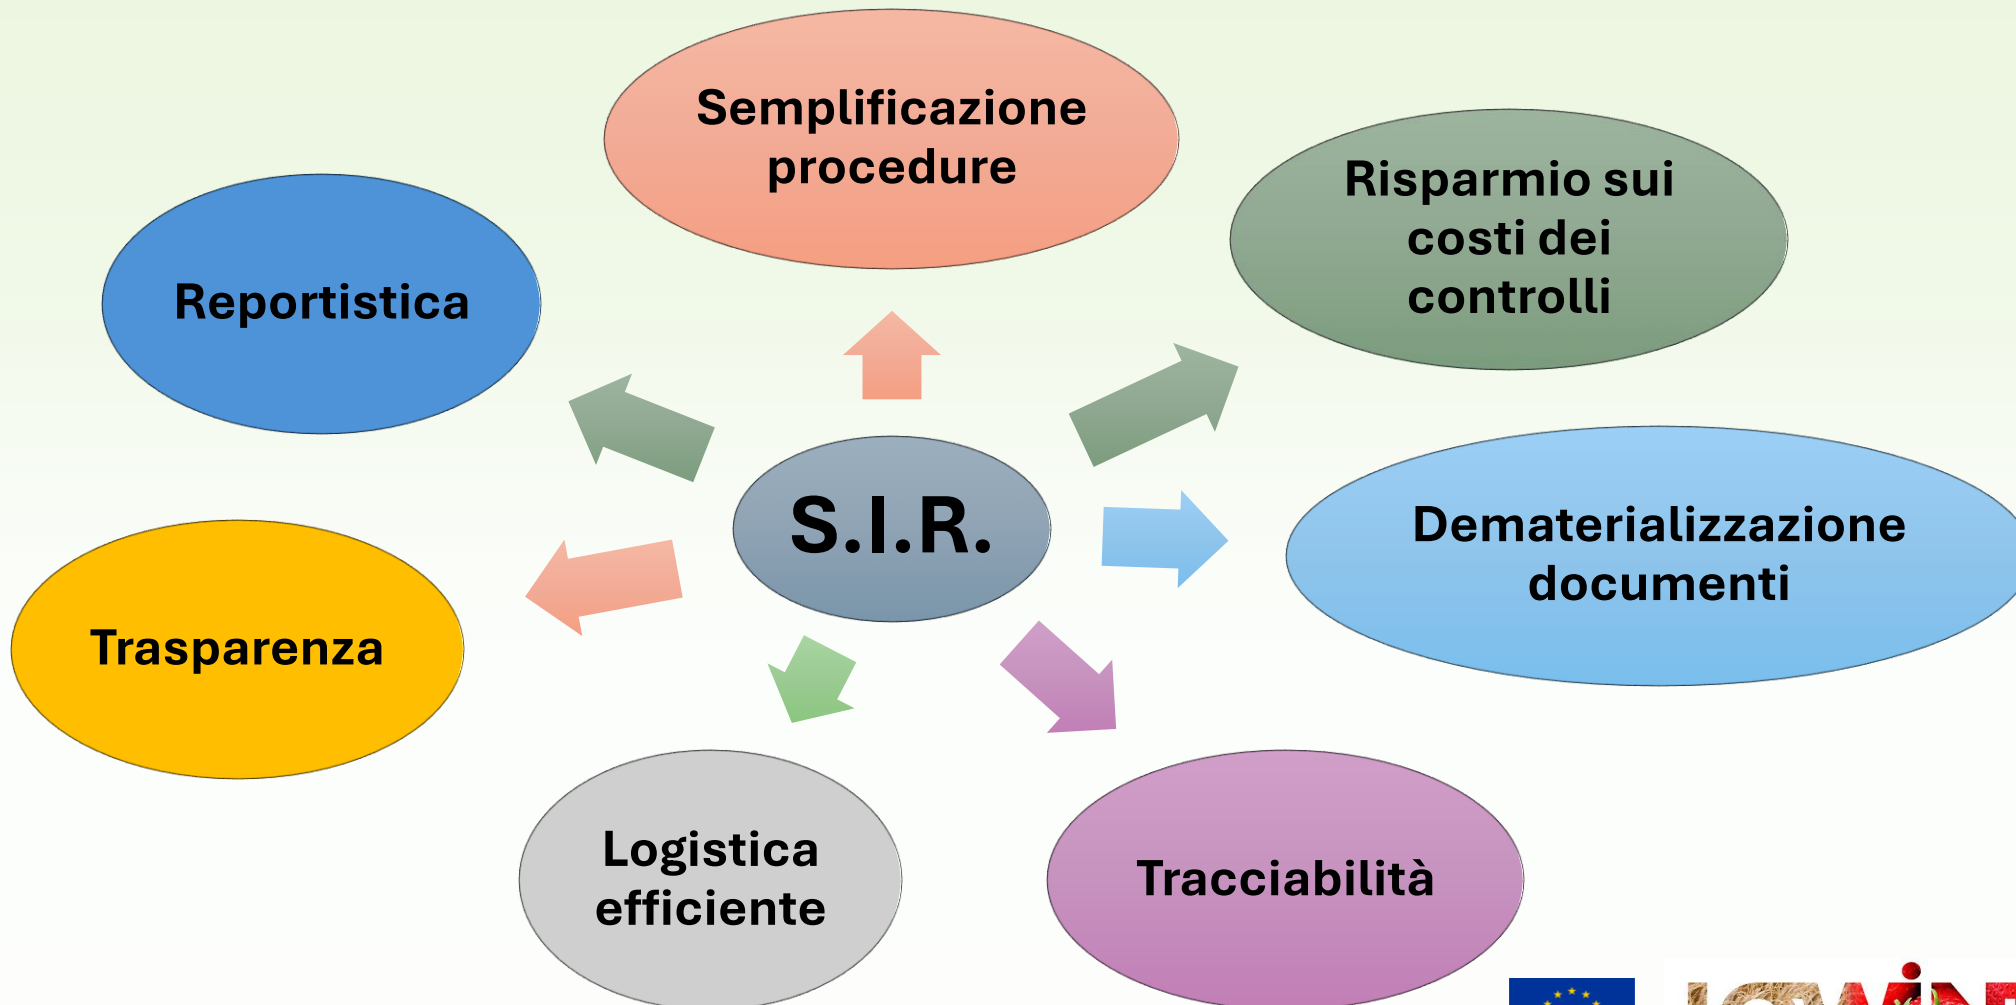 Semplificazione
procedure
Risparmio sui
costi dei
controlli
Reportistica
S.I.R.
Dematerializzazione
documenti
Trasparenza
Logistica
efficiente
Tracciabilità